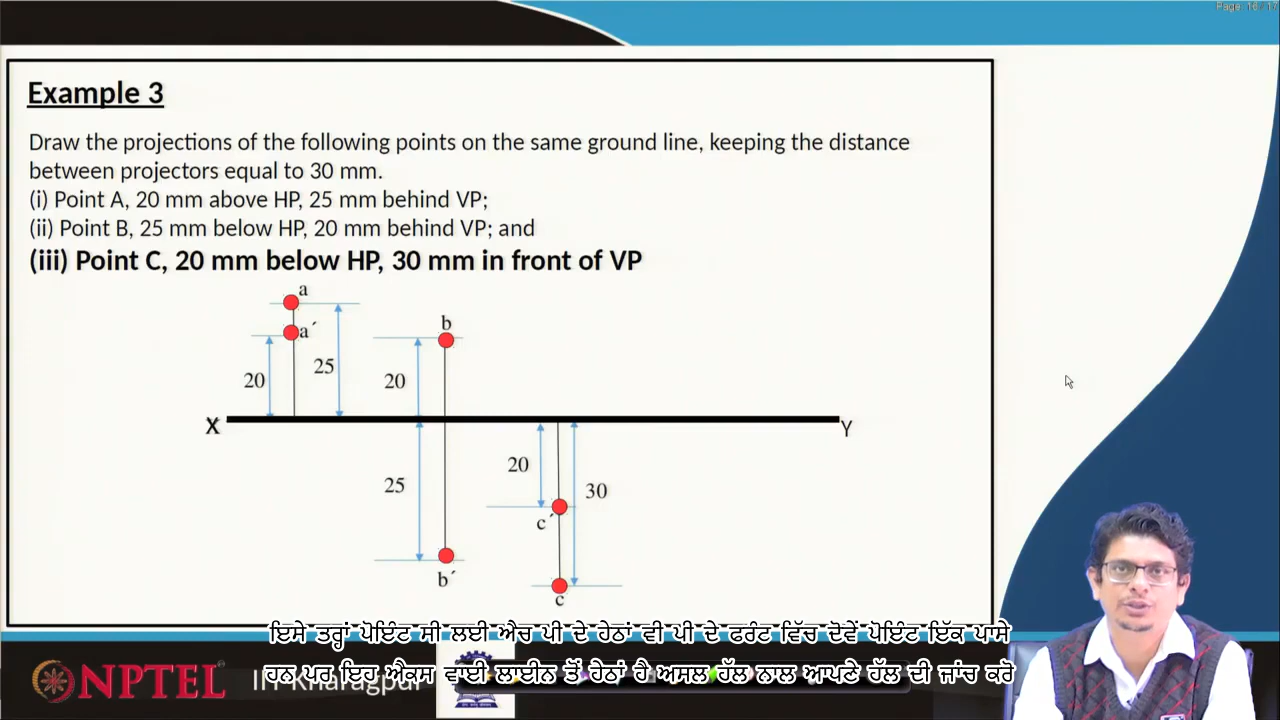 Page 16/17
Example 3
Draw the projections of the following points on the same ground line, keeping the distance
between projectors equal to 30 mm.
(i) Point A, 20 mm above HP, 25 mm behind VP;
(ii) Point B, 25 mm below HP, 20 mm behind VP; and
(iii) Point C, 20 mm below HP, 30 mm in front of VP
a
a´
b
25
20
20
X
Y
20
25
30
c´
b´
c
ਇਸੇ ਤਰ੍ਹਾਂ ਪੋਇੰਟ ਸੀ ਲਈ ਐਚ ਪੀ ਦੇ ਹੇਠਾਂ ਵੀ ਪੀ ਦੇ ਫਰੰਟ ਵਿੱਚ ਦੋਵੇਂ ਪੋਇੰਟ ਇੱਕ ਪਾਸੇ
ਹਨ ਪਰ ਇਹ ਐਕਸ ਵਾਈ ਲਾਈਨ ਤੋਂ ਹੇਠਾਂ ਹੈ ਅਸਲ ਹੱਲ ਨਾਲ ਆਪਣੇ ਹੱਲ ਦੀ ਜਾਂਚ ਕਰੋ
NPTEL
IIT Kharagpur